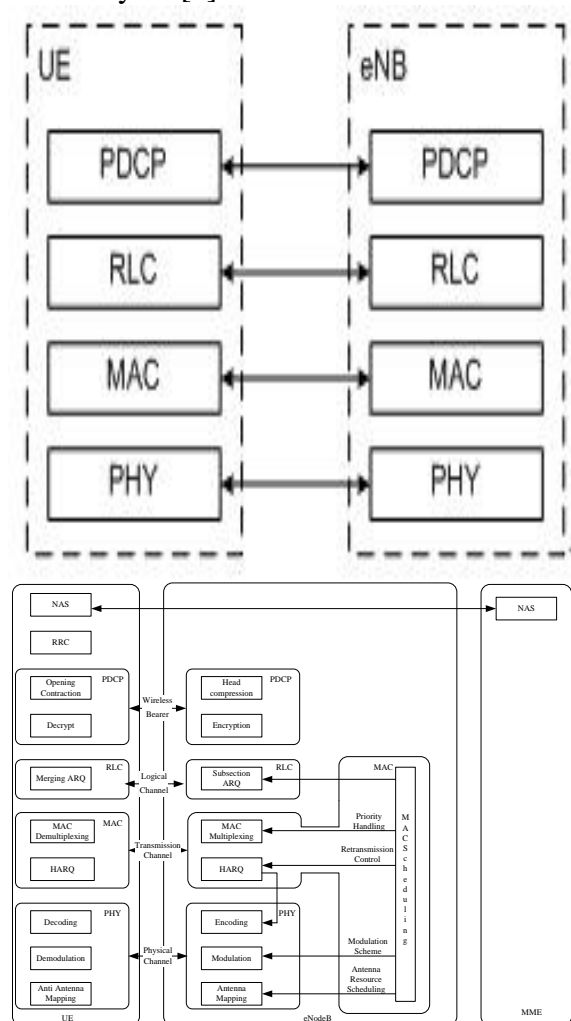 UE
eNB
PDCP
PDCP
RLC
RLC
MAC
MAC
PHY
PHY
NAS
NAS
RRC
Opening
Contraction
PDCP
Decrypt
Wireless
Bearer
Head
compression
PDCP
Encryption
RLC
Merging ARQ
Logical
Channel
RLC
Subsection
ARQ
MAC
MAC
Demultiplexing
HARQ
Transmission
Channel
MAC
Multiplexing
HARQ
MAC
Priority
Handling
Retransmission
Control
MAC Scheduling
PHY
Decoding
Demodulation
Anti Antenna
Mapping
Physical
Channel
PHY
Encoding
Modulation
Antenna
Mapping
Modulation
Scheme
Antenna
Resource
Scheduling
UE
eNodeB
MME